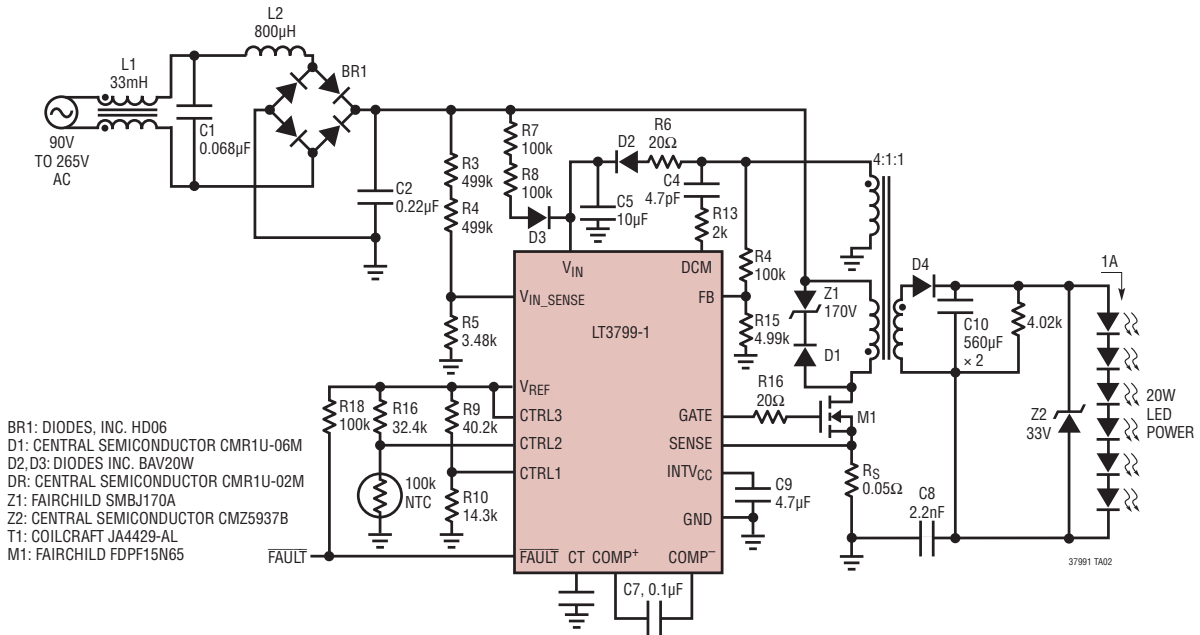 L1
33mH
90V
TO 265V
AC
C1
0.068µF
L2
800µH
BR1
C2
0.22µF
R3
499k
R4
499k
R5
3.48k
R7
100k
R8
100k
D3
D2
R6
20Ω
C5
10µF
C4
4.7pF
R13
2k
R4
100k
R15
4.99k
4:1:1
Z1
170V
D1
D4
C10
560µF
× 2
4.02k
1A
20W
LED
POWER
Z2
33V
VIN
DCM
VIN_SENSE
FB
LT3799-1
VREF
CTRL3
CTRL2
CTRL1
GATE
SENSE
INTVCC
GND
FAULT
CT
COMP+
COMP–
R16
20Ω
M1
RS
0.05Ω
C9
4.7µF
C8
2.2nF
C7, 0.1µF
R18
100k
R16
32.4k
R9
40.2k
100k
NTC
R10
14.3k
FAULT
BR1: DIODES, INC. HD06
D1: CENTRAL SEMICONDUCTOR CMR1U-06M
D2,D3: DIODES INC. BAV20W
DR: CENTRAL SEMICONDUCTOR CMR1U-02M
Z1: FAIRCHILD SMBJ170A
Z2: CENTRAL SEMICONDUCTOR CMZ5937B
T1: COILCRAFT JA4429-AL
M1: FAIRCHILD FDPF15N65
37991 TA02